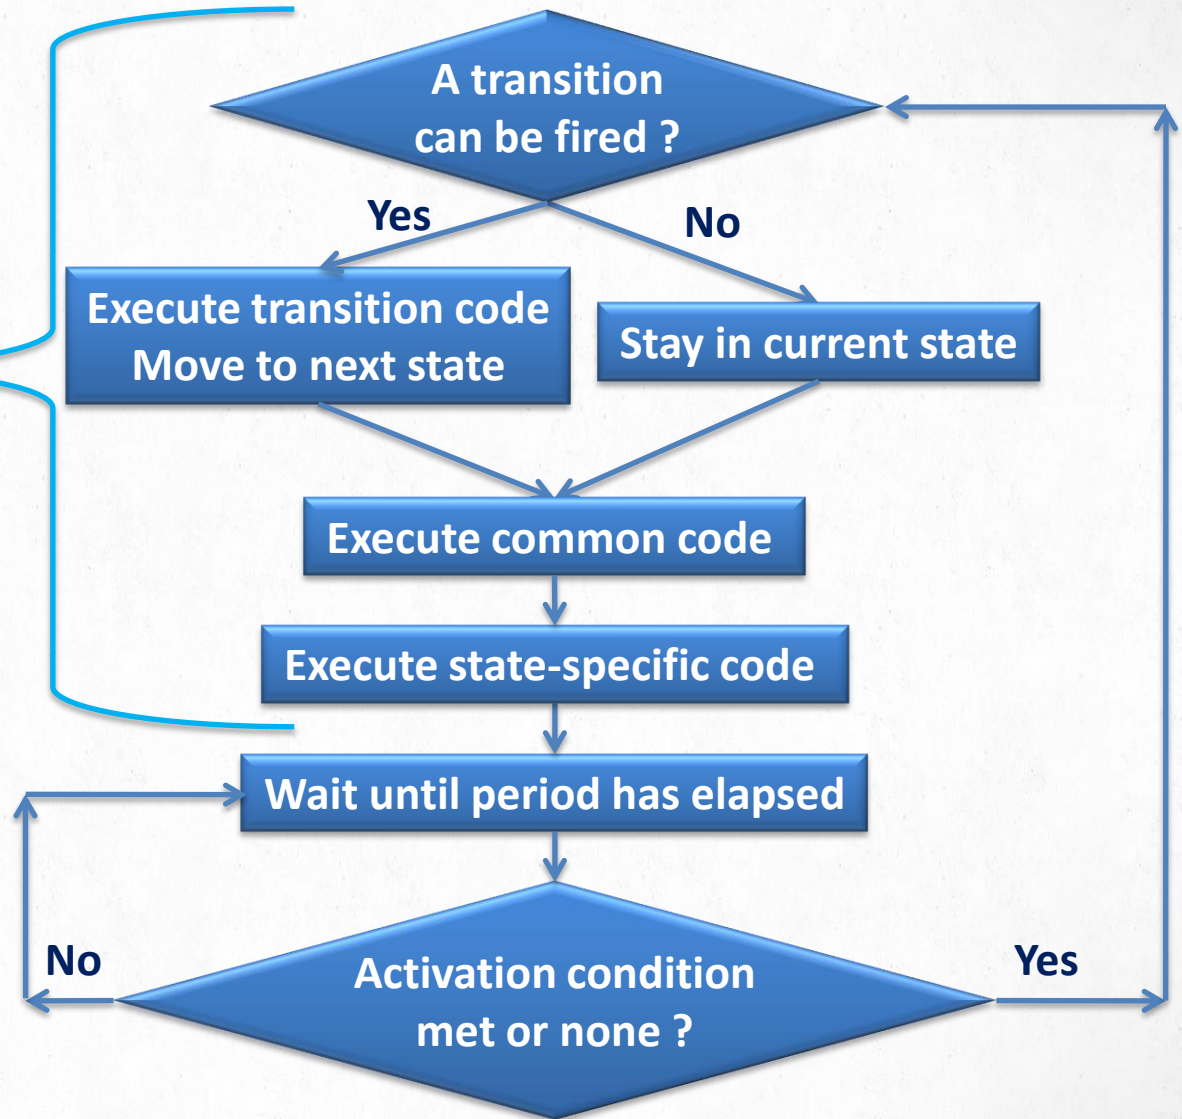 A transition
can be fired ?
Yes
No
Execute transition code
Move to next state
Stay in current state
Execute common code
Execute state-specific code
Wait until period has elapsed
No
Yes
Activation condition
met or none ?